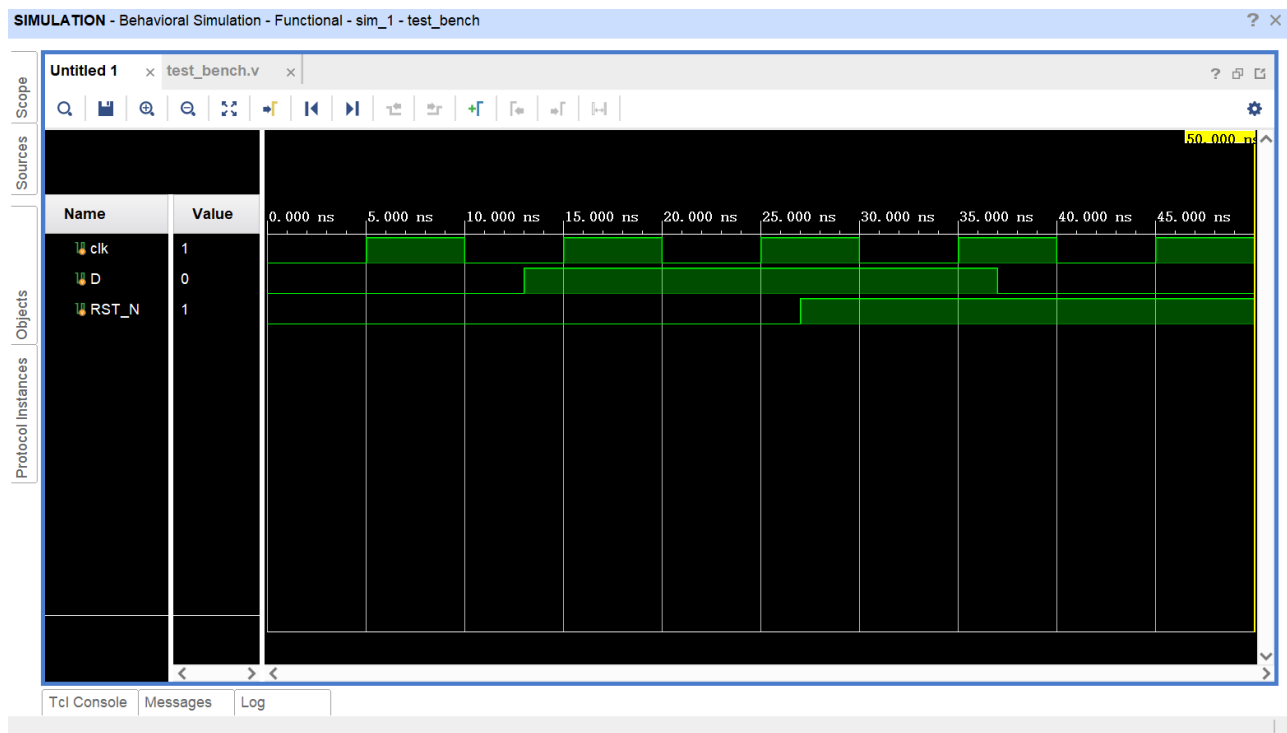 SIMULATION - Behavioral Simulation - Functional - sim_1 - test_bench
Scope
Sources
Objects
Protocol Instances
Untitled 1
test_bench.v
50.000 ns
Name Value
0.000 ns 5.000 ns 10.000 ns 15.000 ns 20.000 ns 25.000 ns 30.000 ns 35.000 ns 40.000 ns 45.000 ns
clk 1
D 0
RST_N 1
Tcl Console Messages Log